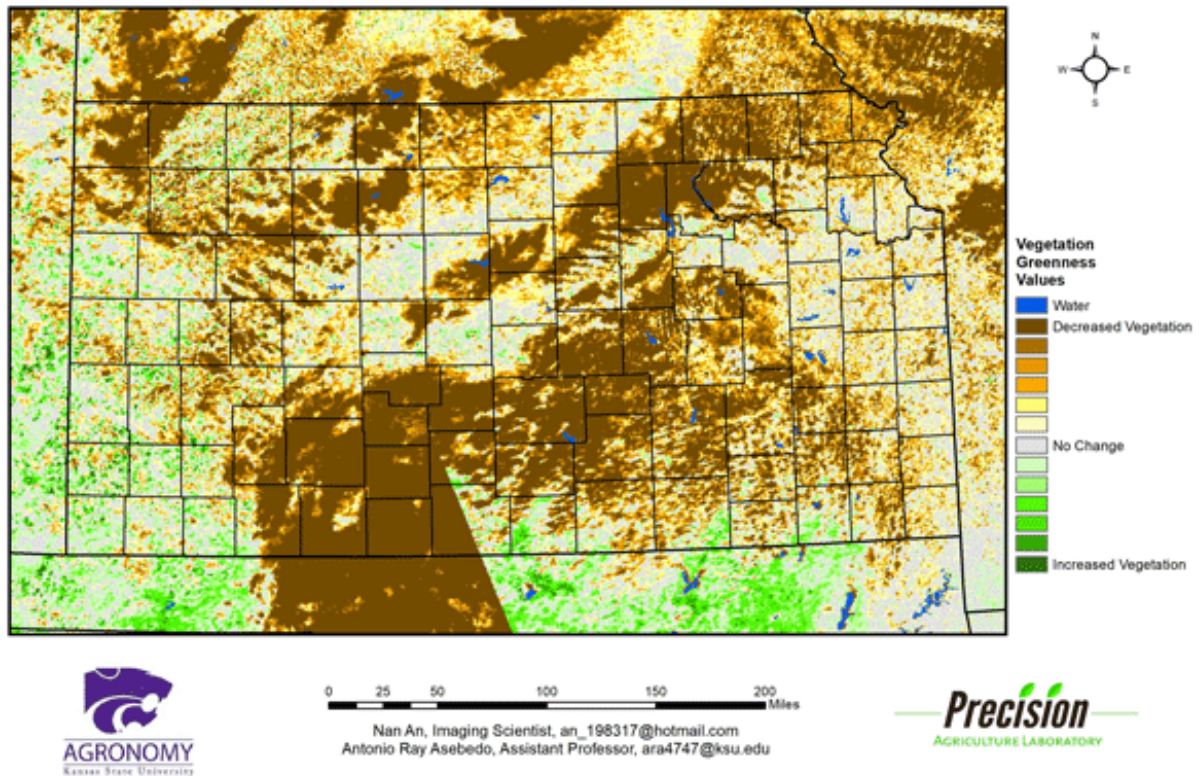 N
W E
S
Vegetation
Greenness
Values
Water
Decreased Vegetation
No Change
Increased Vegetation
0 25 50 100 150 200
Miles
Nan An, Imaging Scientist, an_198317@hotmail.com
Antonio Ray Asebedo, Assistant Professor, ara4747@ksu.edu
AGRONOMY
Kansas State University
Precision
AGRICULTURE LABORATORY